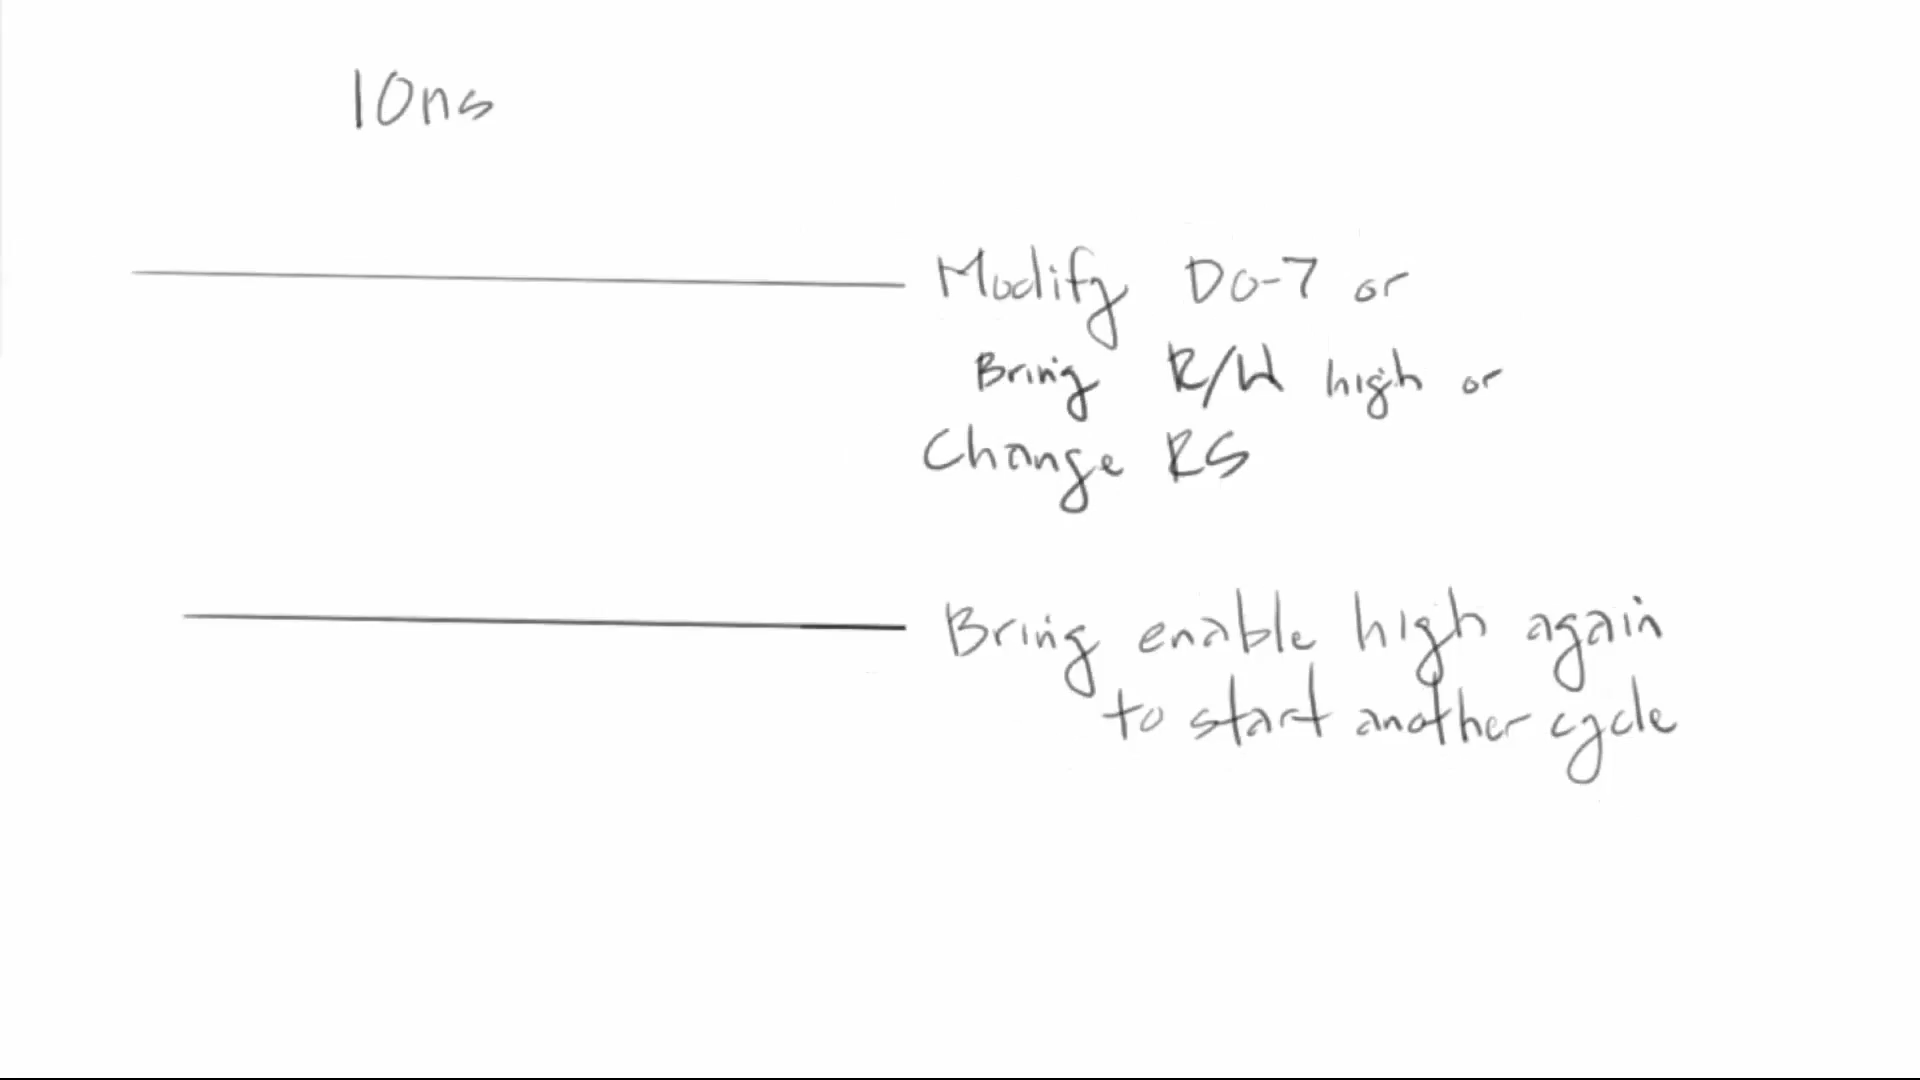 10ns
Modify D0-7 or
Bring R/W high or
Change RS
Bring enable high again
to start another cycle